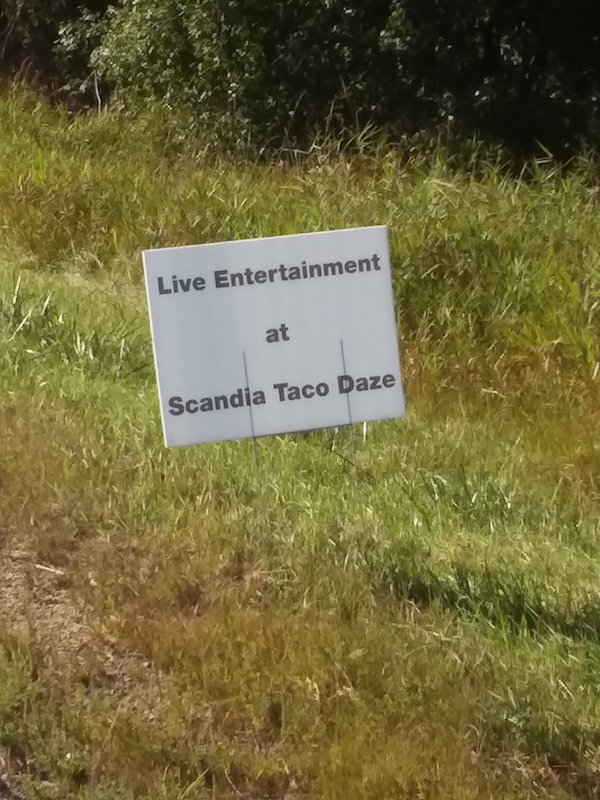 Live Entertainment
at
Scandia Taco Daze